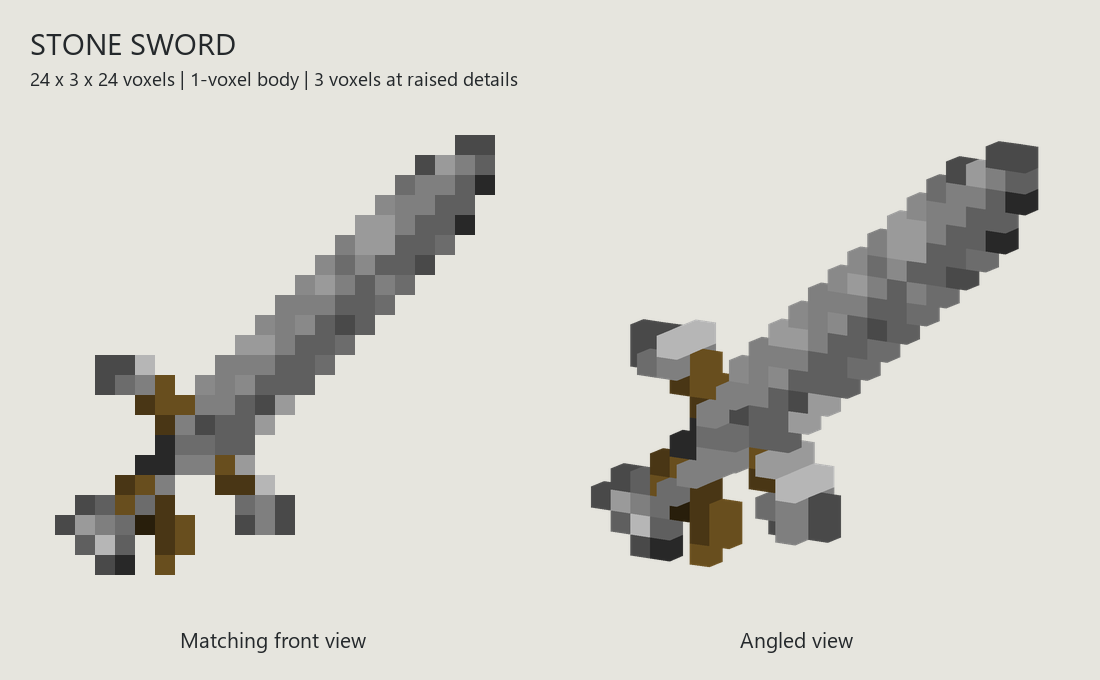 STONE SWORD
24 x 3 x 24 voxels | 1-voxel body | 3 voxels at raised details
Matching front view
Angled view